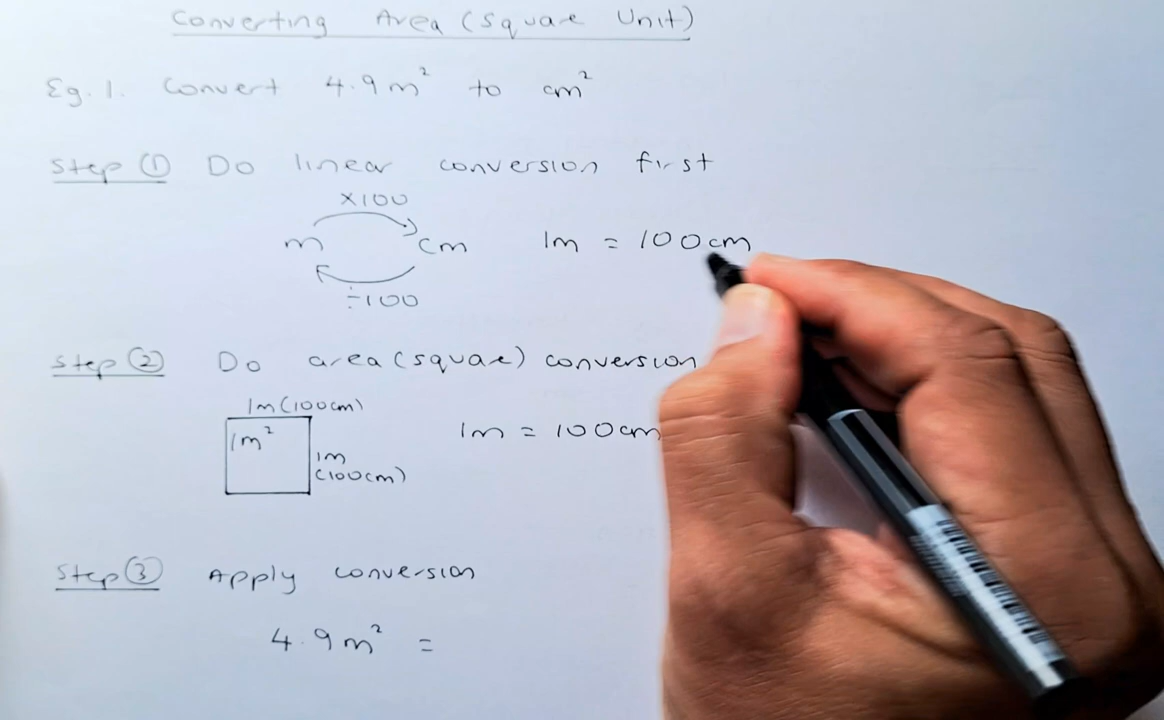 Converting Area (Square Unit)
Eg. 1. Convert 4.9m² to cm²
Step ① Do linear conversion first
×100
m cm 1m = 100cm
÷100
Step ② Do area (square) conversion
1m (100cm)
1m² 1m = 100cm
1m
(100cm)
Step ③ Apply conversion
4.9m² =